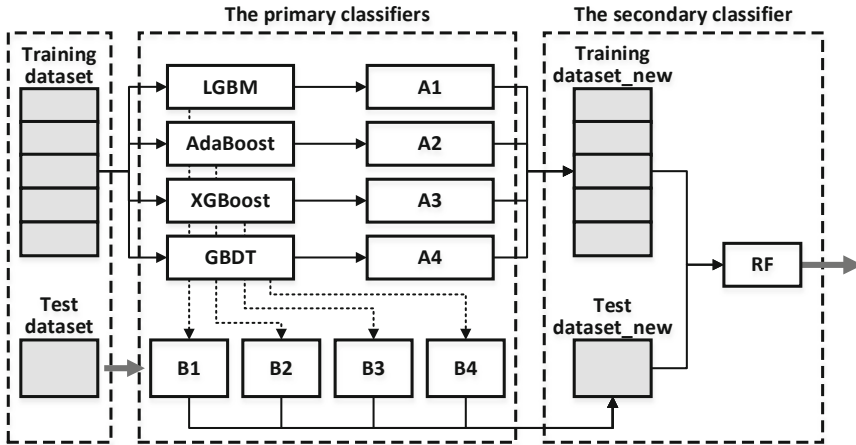 The primary classifiers
The secondary classifier
Training
dataset
LGBM
A1
AdaBoost
A2
XGBoost
A3
GBDT
A4
Training
dataset_new
RF
Test
dataset
B1
B2
B3
B4
Test
dataset_new